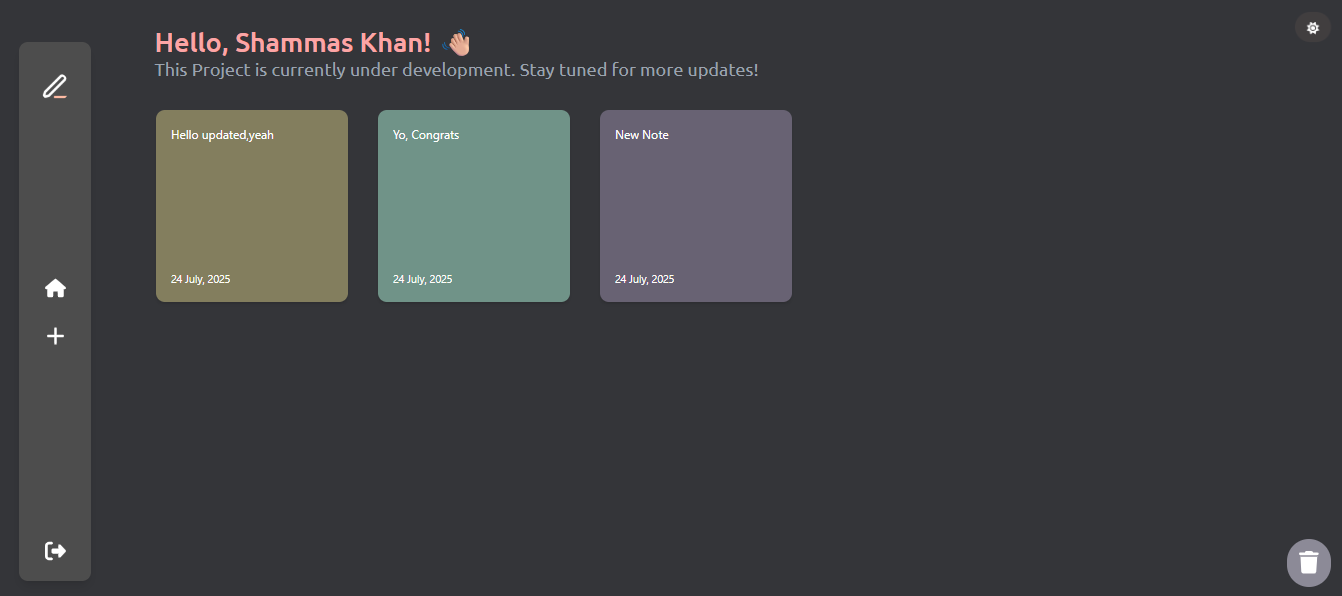 Hello, Shammas Khan! 👋🏼
This Project is currently under development. Stay tuned for more updates!
Hello updated,yeah
24 July, 2025
Yo, Congrats
24 July, 2025
New Note
24 July, 2025